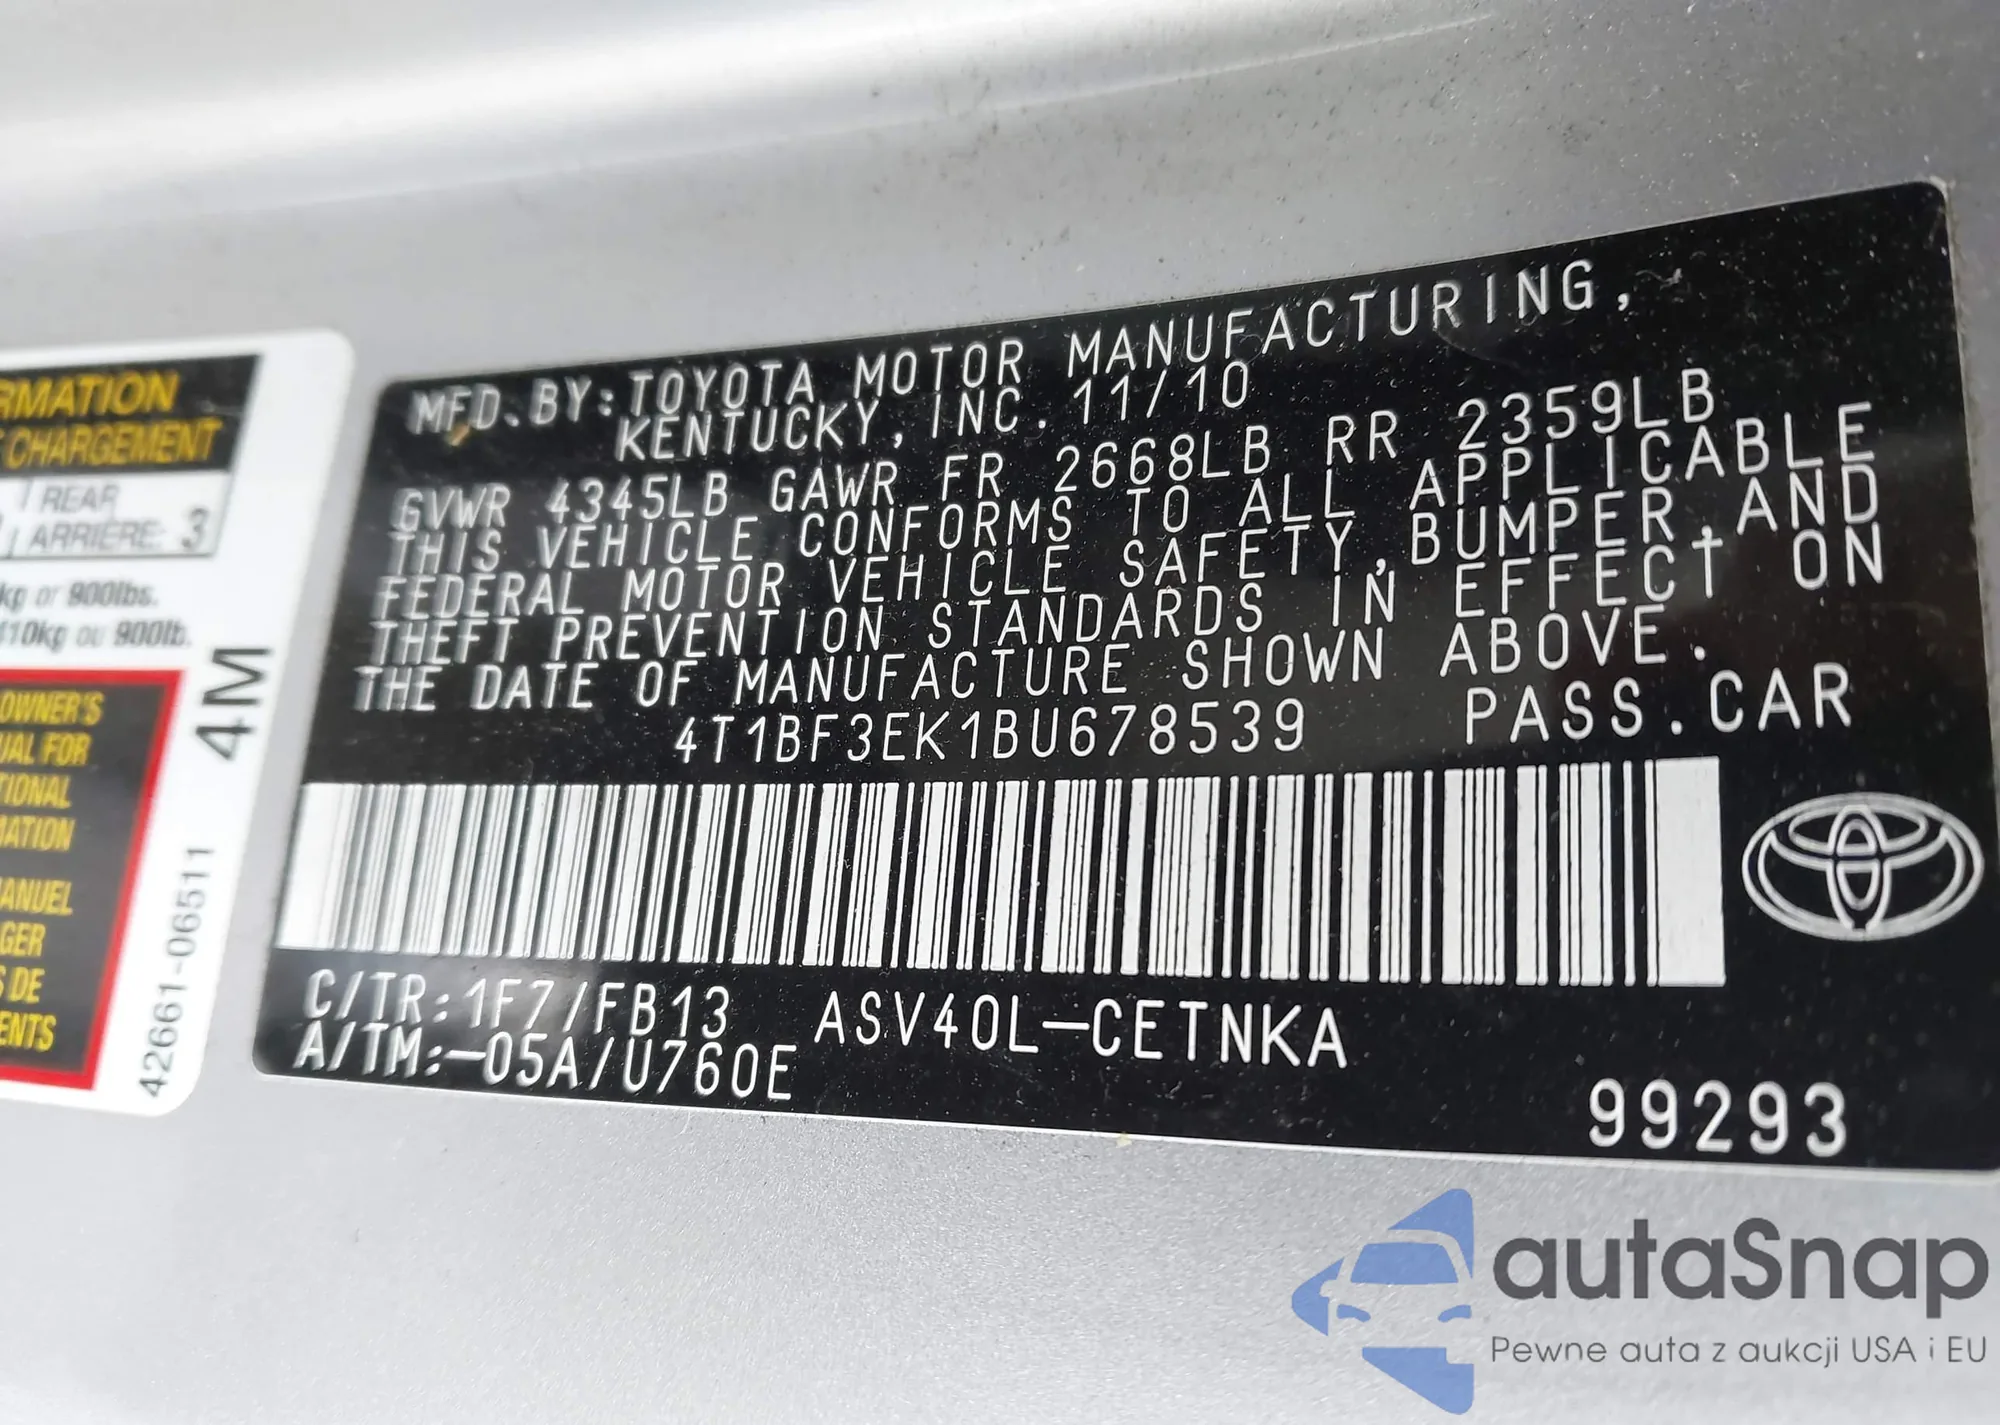 RMATION
CHARGEMENT
REAR
ARRIÈRE: 3
kp or 900lbs.
410kg ou 900lb.
OWNER'S
UAL FOR
TIONAL
MATION
MANUEL
GER
S DE
ENTS
4M
42661-06511
MFD.BY:TOYOTA MOTOR MANUFACTURING,
KENTUCKY,INC.11/10
GVWR 4345LB GAWR FR 2668LB RR 2359LB
THIS VEHICLE CONFORMS TO ALL APPLICABLE
FEDERAL MOTOR VEHICLE SAFETY,BUMPER,AND
THEFT PREVENTION STANDARDS IN EFFECT ON
THE DATE OF MANUFACTURE SHOWN ABOVE.
4T1BF3EK1BU678539 PASS.CAR
C/TR:1F7/FB13 ASV40L-CETNKA
A/TM:-05A/U760E
99293
autaSnap
Pewne auta z aukcji USA i EU